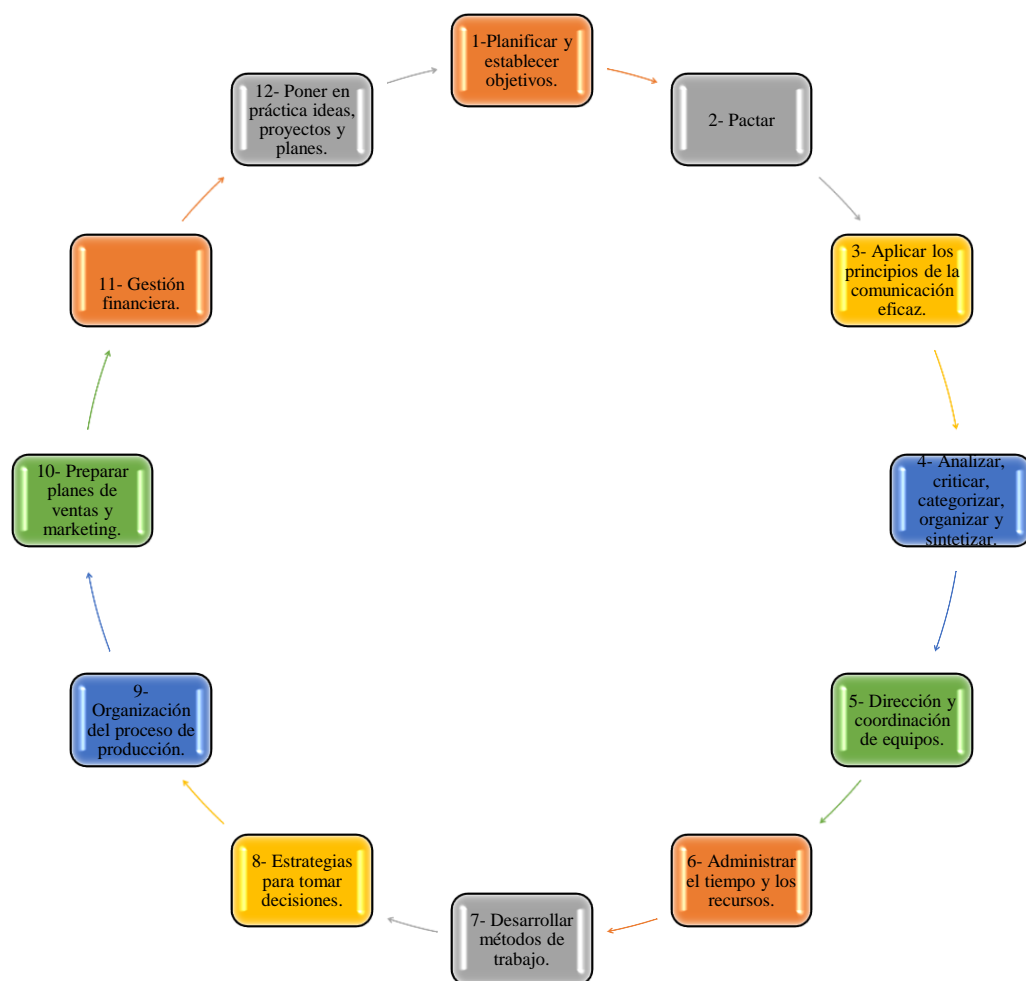 1-Planificar y
establecer
objetivos.
2- Pactar
3- Aplicar los
principios de la
comunicación
eficaz.
4- Analizar,
criticar,
categorizar,
organizar y
sintetizar.
5- Dirección y
coordinación
de equipos.
6- Administrar
el tiempo y los
recursos.
7- Desarrollar
métodos de
trabajo.
8- Estrategias
para tomar
decisiones.
9-
Organización
del proceso de
producción.
10- Preparar
planes de
ventas y
marketing.
11- Gestión
financiera.
12- Poner en
práctica ideas,
proyectos y
planes.